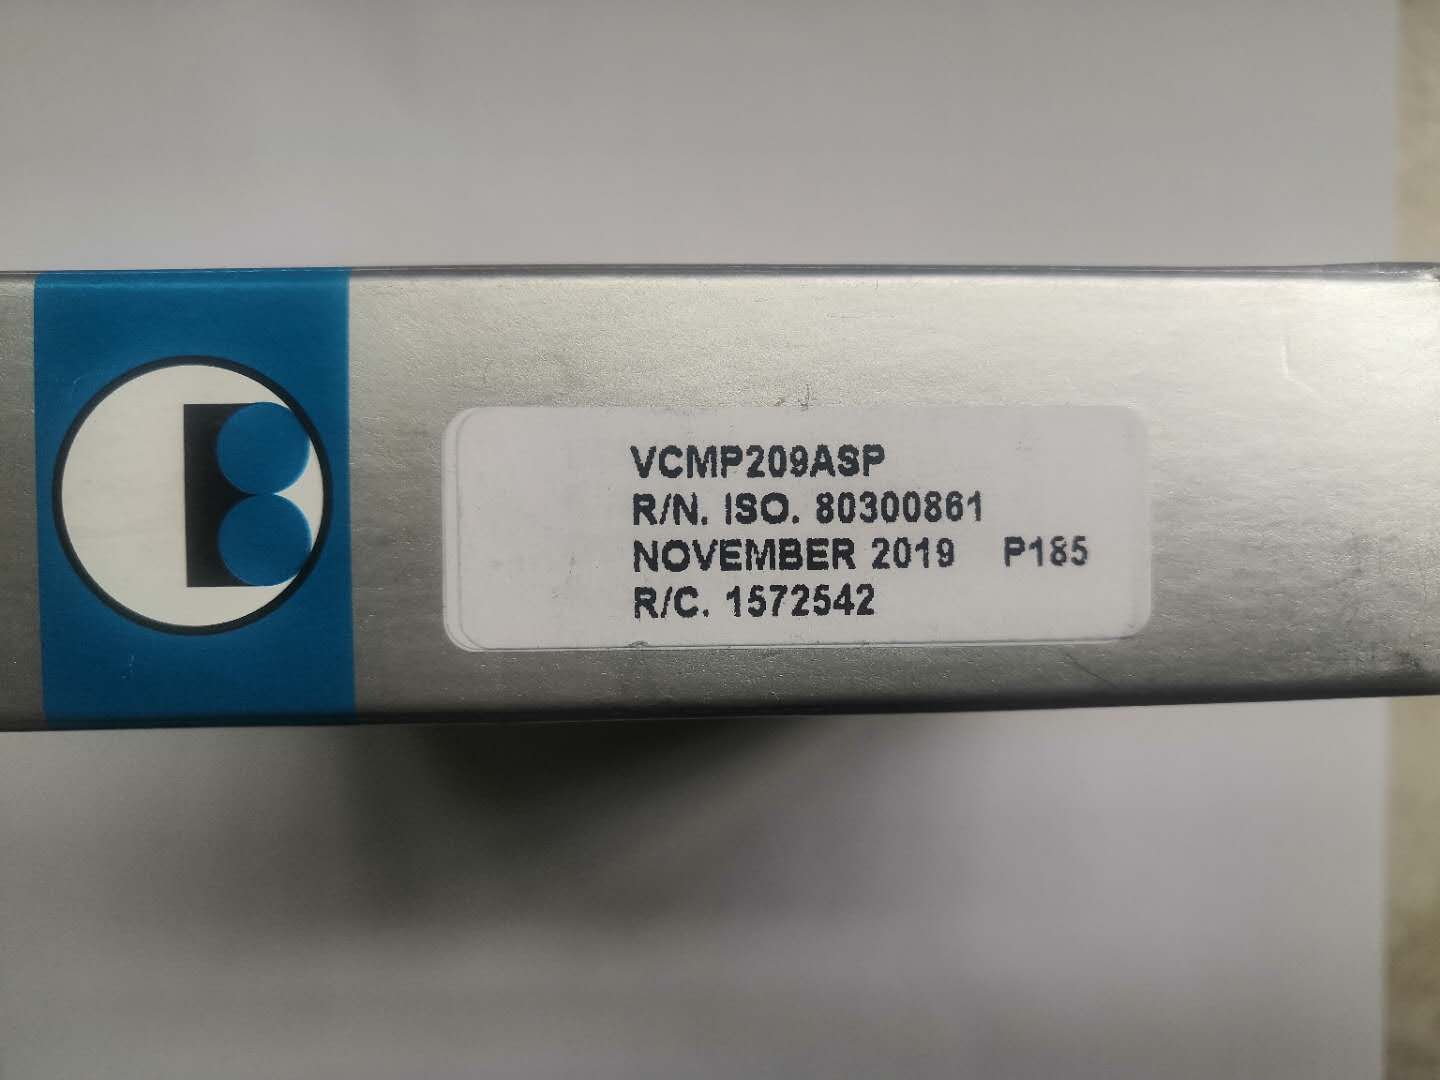 VCMP209ASP
R/N. ISO. 80300861
NOVEMBER 2019 P185
R/C. 1572542